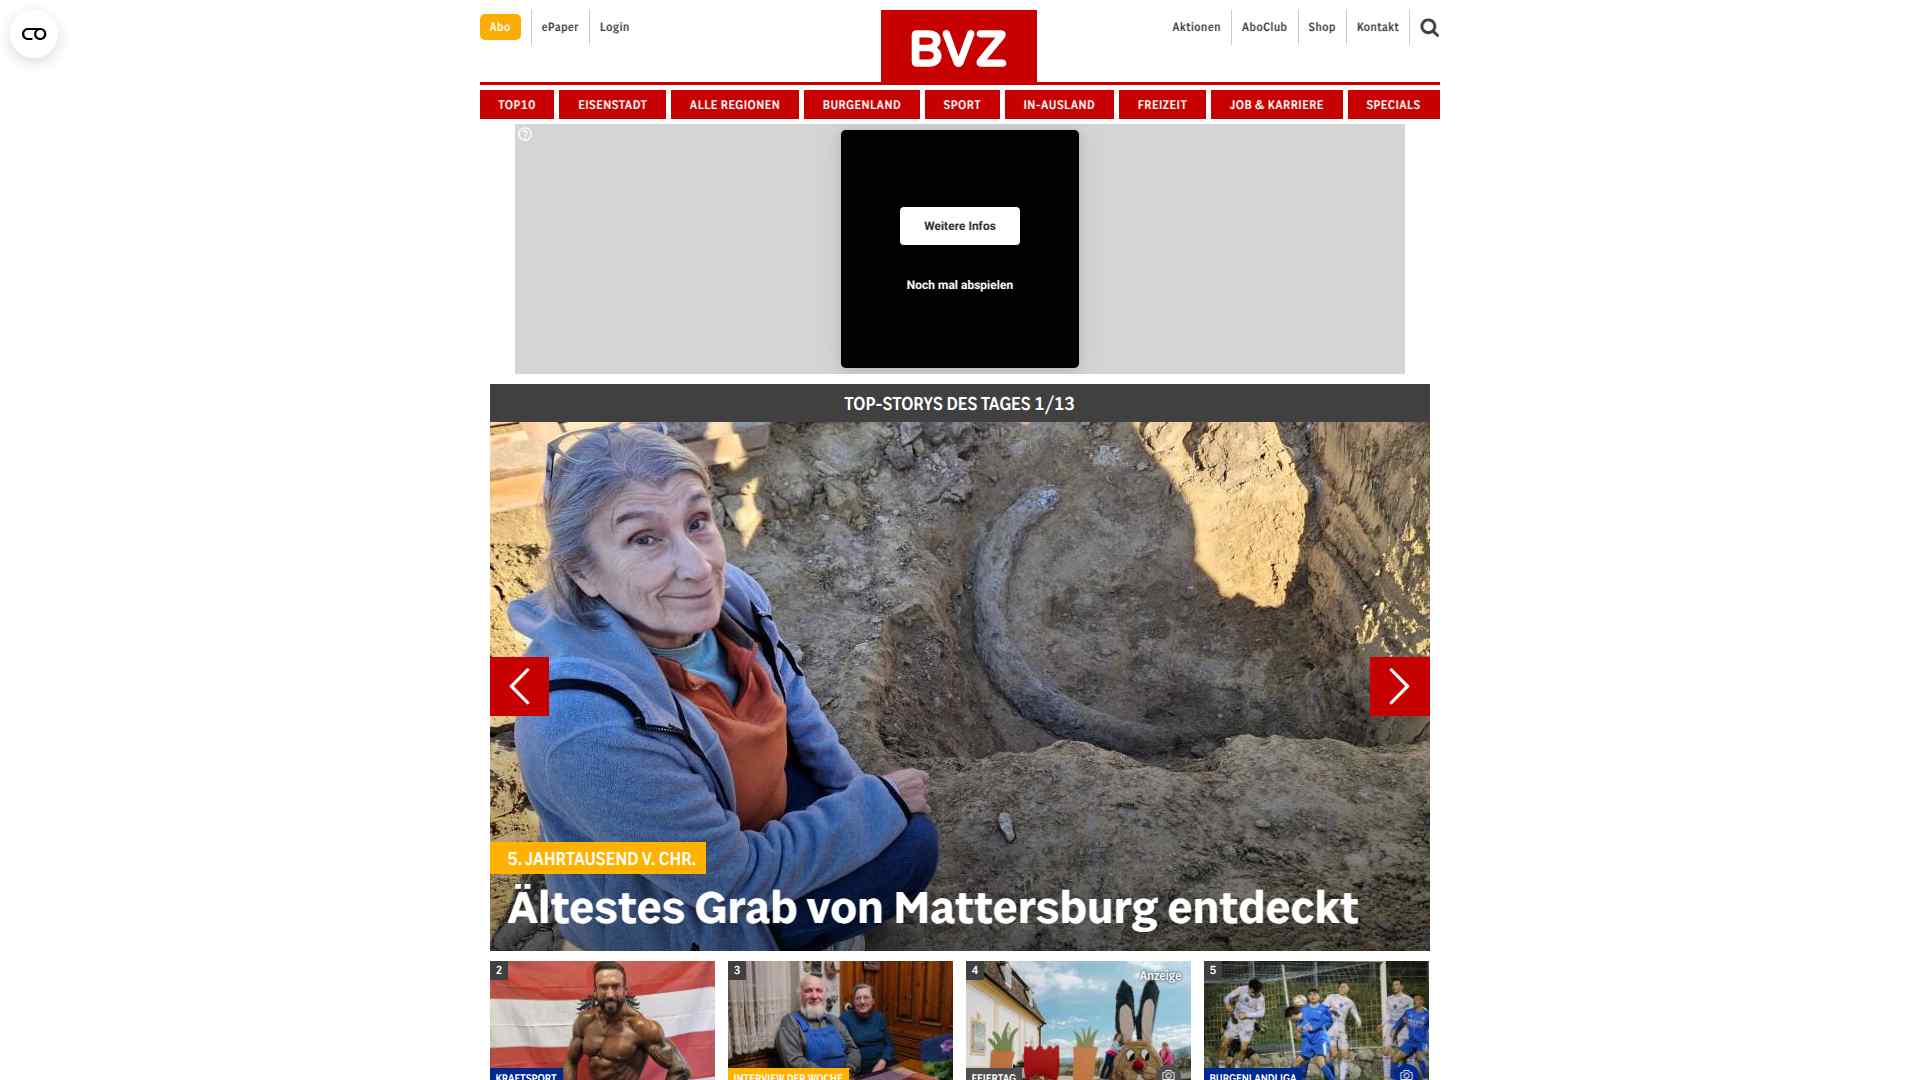 Abo
ePaper
Login
BVZ
Aktionen
AboClub
Shop
Kontakt
TOP10
EISENSTADT
ALLE REGIONEN
BURGENLAND
SPORT
IN-AUSLAND
FREIZEIT
JOB & KARRIERE
SPECIALS
Weitere Infos
Noch mal abspielen
TOP-STORYS DES TAGES 1/13
5. JAHRTAUSEND V. CHR.
Ältestes Grab von Mattersburg entdeckt
2
KRAFTSPORT
3
INTERVIEW DER WOCHE
4
Anzeige
FEIERTAG
5
BURGENLANDLIGA